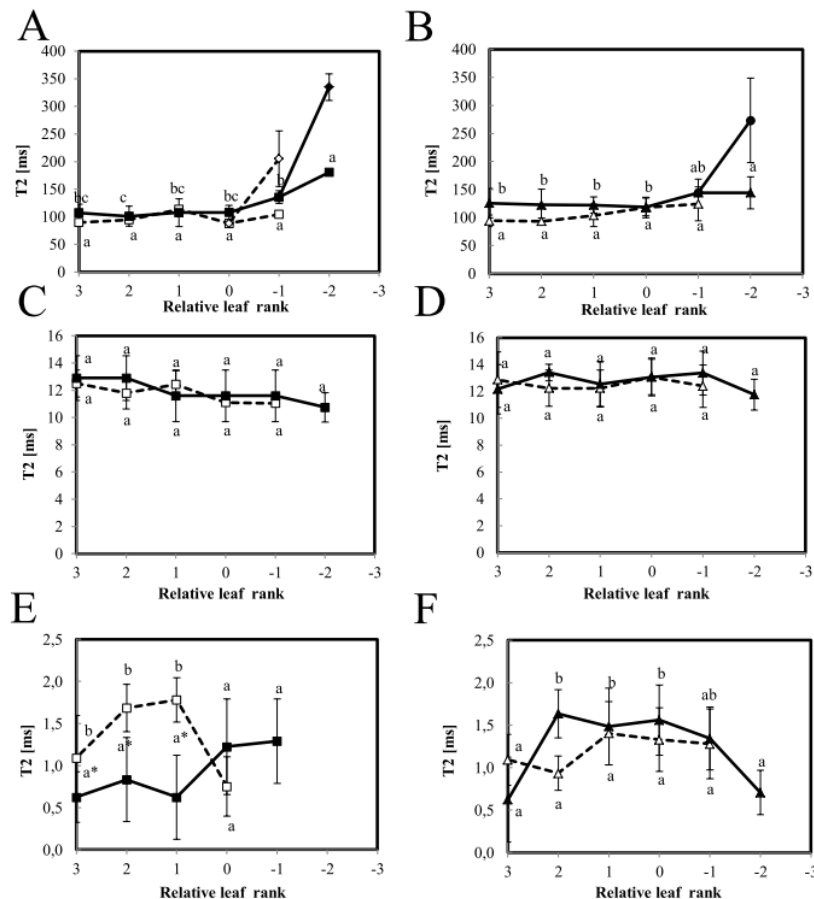 A
400
350
300
250
200
150
100
50
0
T2 [ms]
bc
c
bc
bc
b
a
a
a
a
a
a
3 2 1 0 -1 -2 -3
Relative leaf rank
B
400
350
300
250
200
150
100
50
0
T2 [ms]
b
b
b
b
ab
a
a
a
a
a
a
3 2 1 0 -1 -2 -3
Relative leaf rank
C
16
14
12
10
8
6
4
2
0
T2 [ms]
a
a
a
a
a
a
a
a
a
a
a
3 2 1 0 -1 -2 -3
Relative leaf rank
D
16
14
12
10
8
6
4
2
0
T2 [ms]
a
a
a
a
a
a
a
a
a
a
a
3 2 1 0 -1 -2 -3
Relative leaf rank
E
2,5
2,0
1,5
1,0
0,5
0,0
T2 [ms]
b
b
b
a
a
a*
a*
a*
a
3 2 1 0 -1 -2 -3
Relative leaf rank
F
2,5
2,0
1,5
1,0
0,5
0,0
T2 [ms]
a
b
b
b
ab
a
a
a
a
a
a
3 2 1 0 -1 -2 -3
Relative leaf rank